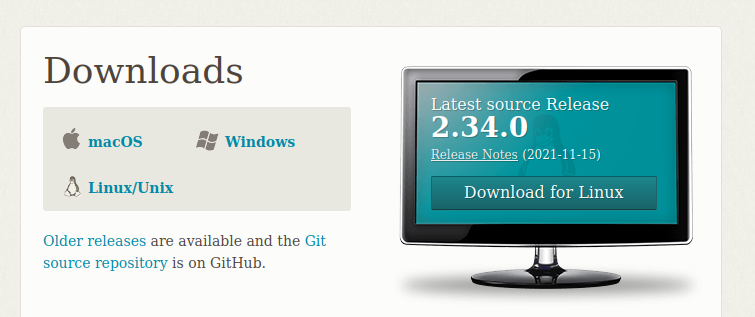 Downloads
macOS
Windows
Linux/Unix
Older releases are available and the Git
source repository is on GitHub.
Latest source Release
2.34.0
Release Notes (2021-11-15)
Download for Linux